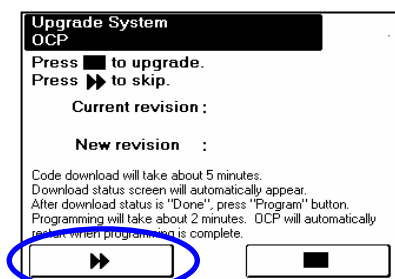 Upgrade System
OCP
Press ■ to upgrade.
Press ▶▶ to skip.
Current revision :
New revision :
Code download will take about 5 minutes.
Download status screen will automatically appear.
After download status is "Done", press "Program" button.
Programming will take about 2 minutes. OCP will automatically
restart when programming is complete.